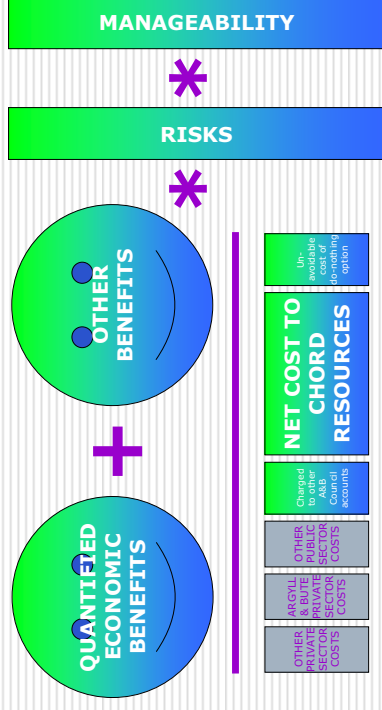 MANAGEABILITY
*
RISKS
*
OTHER
BENEFITS
+
QUANTIFIED
ECONOMIC
BENEFITS
Un-
avoidable
cost of
do-nothing
option
NET COST TO
CHORD
RESOURCES
Charged
to other
A&B
Council
accounts
OTHER
PUBLIC
SECTOR
COSTS
ARGYLL
& BUTE
PRIVATE
SECTOR
COSTS
OTHER
PRIVATE
SECTOR
COSTS